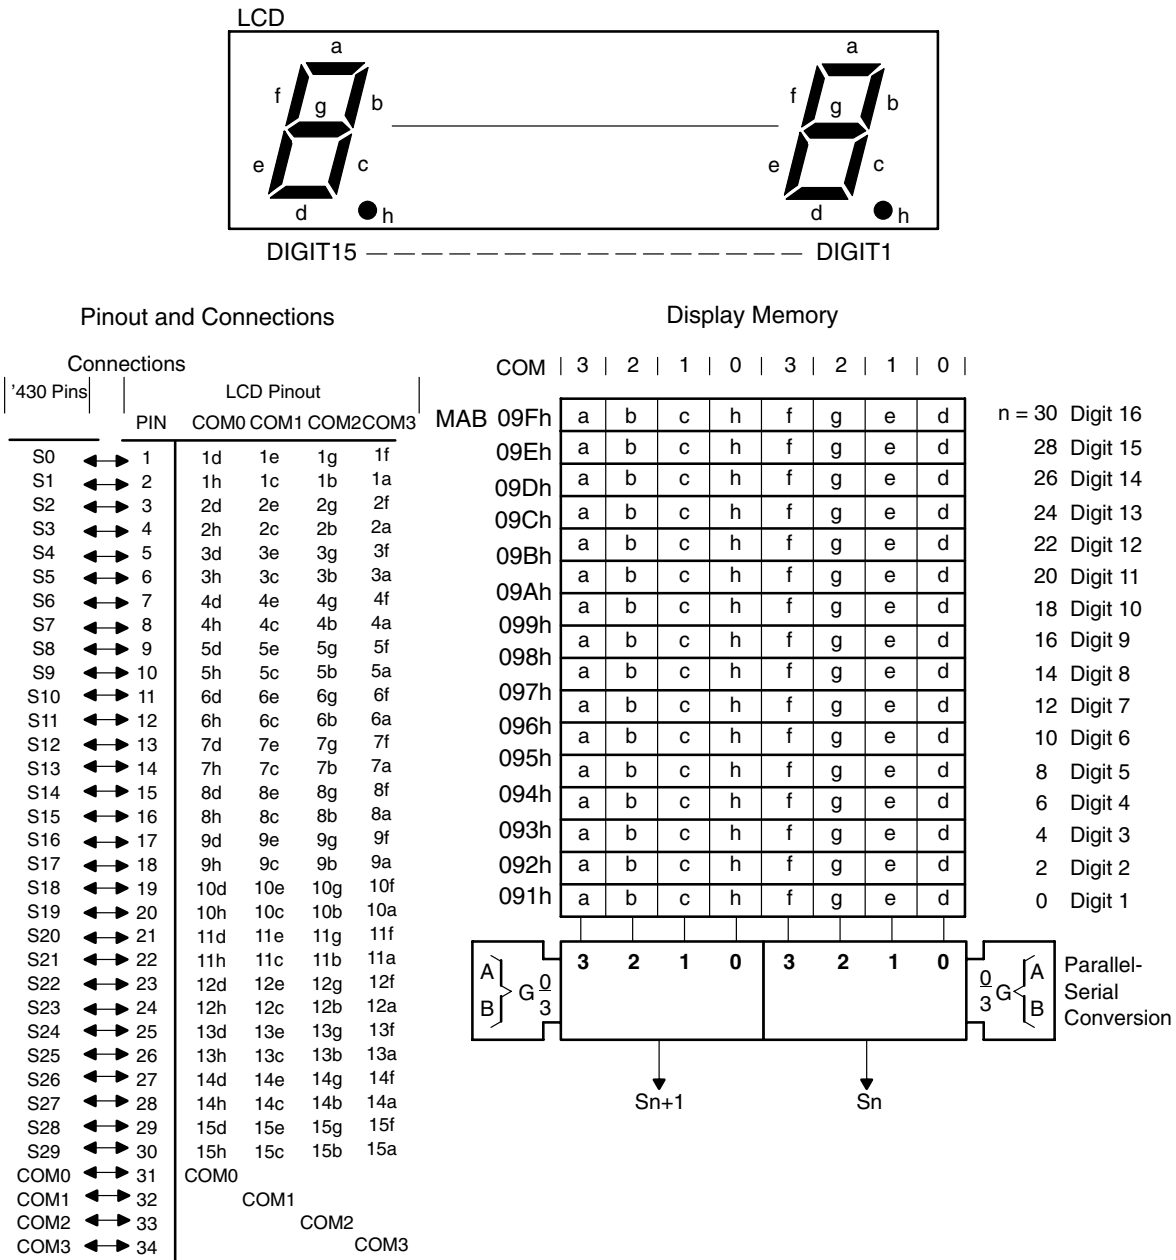 LCD
a a
f g b f g b
e c e c
d h d h
DIGIT15 DIGIT1
Pinout and Connections
Connections
'430 Pins LCD Pinout
PIN COM0 COM1 COM2 COM3
S0 1 1d 1e 1g 1f
S1 2 1h 1c 1b 1a
S2 3 2d 2e 2g 2f
S3 4 2h 2c 2b 2a
S4 5 3d 3e 3g 3f
S5 6 3h 3c 3b 3a
S6 7 4d 4e 4g 4f
S7 8 4h 4c 4b 4a
S8 9 5d 5e 5g 5f
S9 10 5h 5c 5b 5a
S10 11 6d 6e 6g 6f
S11 12 6h 6c 6b 6a
S12 13 7d 7e 7g 7f
S13 14 7h 7c 7b 7a
S14 15 8d 8e 8g 8f
S15 16 8h 8c 8b 8a
S16 17 9d 9e 9g 9f
S17 18 9h 9c 9b 9a
S18 19 10d 10e 10g 10f
S19 20 10h 10c 10b 10a
S20 21 11d 11e 11g 11f
S21 22 11h 11c 11b 11a
S22 23 12d 12e 12g 12f
S23 24 12h 12c 12b 12a
S24 25 13d 13e 13g 13f
S25 26 13h 13c 13b 13a
S26 27 14d 14e 14g 14f
S27 28 14h 14c 14b 14a
S28 29 15d 15e 15g 15f
S29 30 15h 15c 15b 15a
COM0 31 COM0
COM1 32 COM1
COM2 33 COM2
COM3 34 COM3
Display Memory
COM 3 2 1 0 3 2 1 0
MAB 09Fh a b c h f g e d n = 30 Digit 16
09Eh a b c h f g e d 28 Digit 15
09Dh a b c h f g e d 26 Digit 14
09Ch a b c h f g e d 24 Digit 13
09Bh a b c h f g e d 22 Digit 12
09Ah a b c h f g e d 20 Digit 11
099h a b c h f g e d 18 Digit 10
098h a b c h f g e d 16 Digit 9
097h a b c h f g e d 14 Digit 8
096h a b c h f g e d 12 Digit 7
095h a b c h f g e d 10 Digit 6
094h a b c h f g e d 8 Digit 5
093h a b c h f g e d 6 Digit 4
092h a b c h f g e d 4 Digit 3
091h a b c h f g e d 2 Digit 2
a b c h f g e d 0 Digit 1
A B G 0 3 3 2 1 0 3 2 1 0 0 3 G A B
Parallel-
Serial
Conversion
Sn+1 Sn